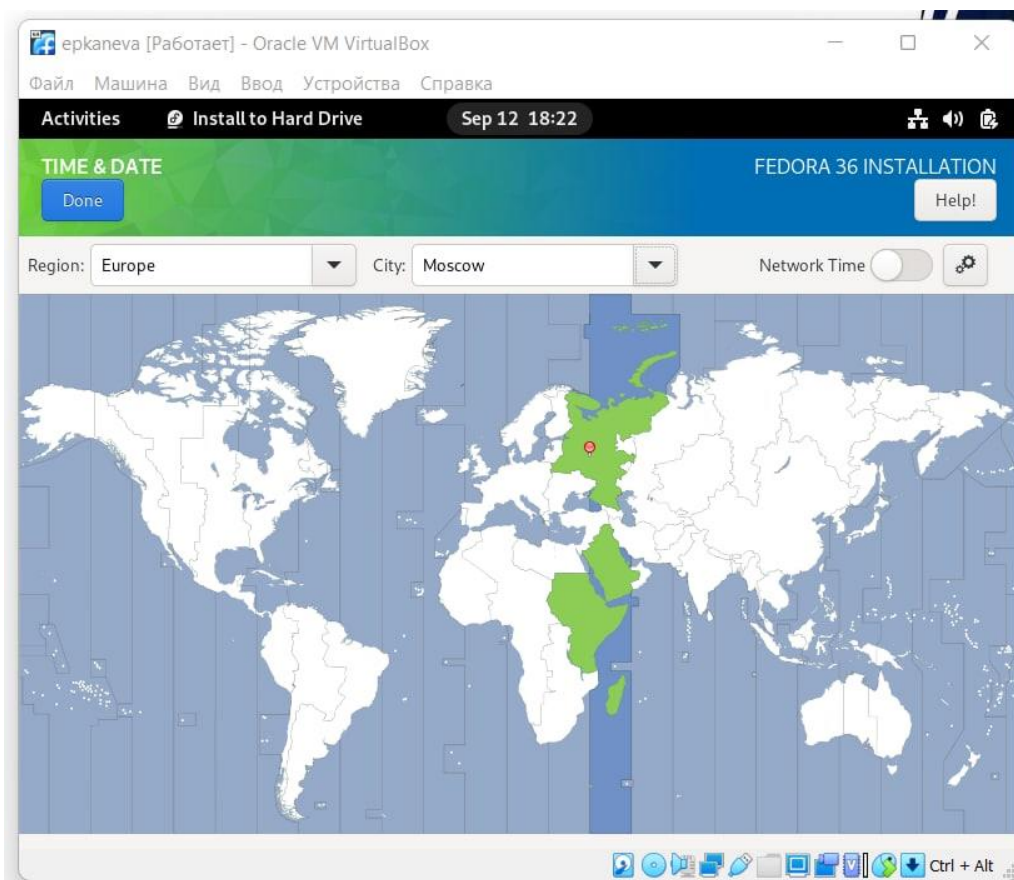 epkaneva [Работает] - Oracle VM VirtualBox
Файл Машина Вид Ввод Устройства Справка
Activities Install to Hard Drive Sep 12 18:22
TIME & DATE FEDORA 36 INSTALLATION
Done Help!
Region: Europe City: Moscow Network Time
Ctrl + Alt